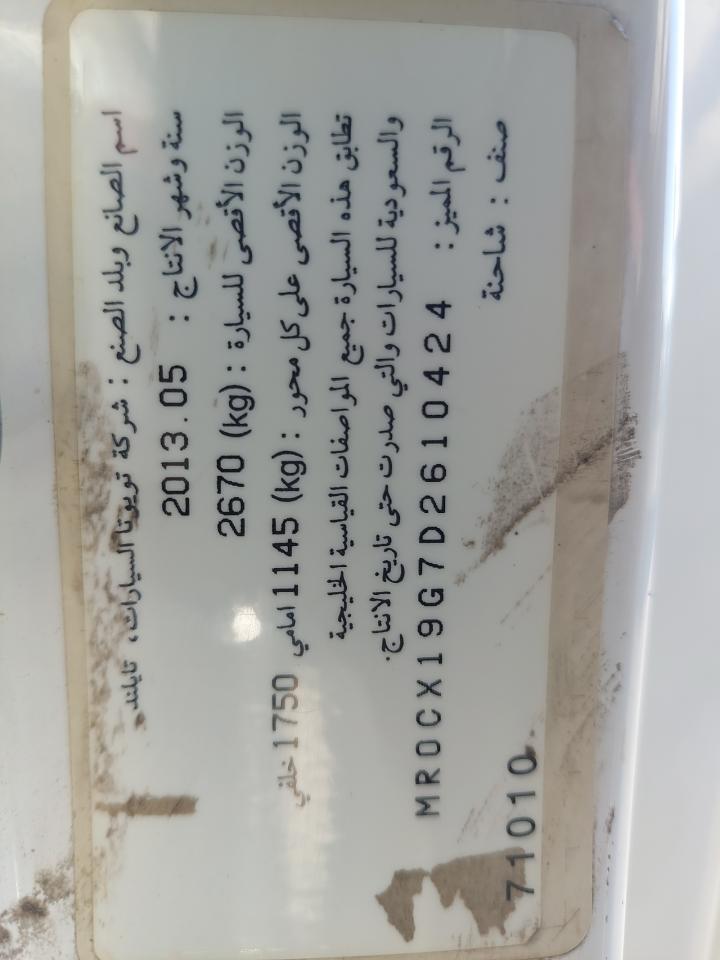 اسم الصانع وبلد الصنع : شركة تويوتا السيارات، تايلند
سنة وشهر الانتاج : 2013.05
الوزن الأقصى للسيارة : (kg) 2670
الوزن الأقصى على كل محور : (kg) 1145 امامي 1750 خلفي
تطابق هذه السيارة جميع المواصفات القياسية الخليجية
والسعودية للسيارات والتي صدرت حتى تاريخ الانتاج.
الرقم المميز : MR0CX19G7D2610424
صنف : شاحنة
71010